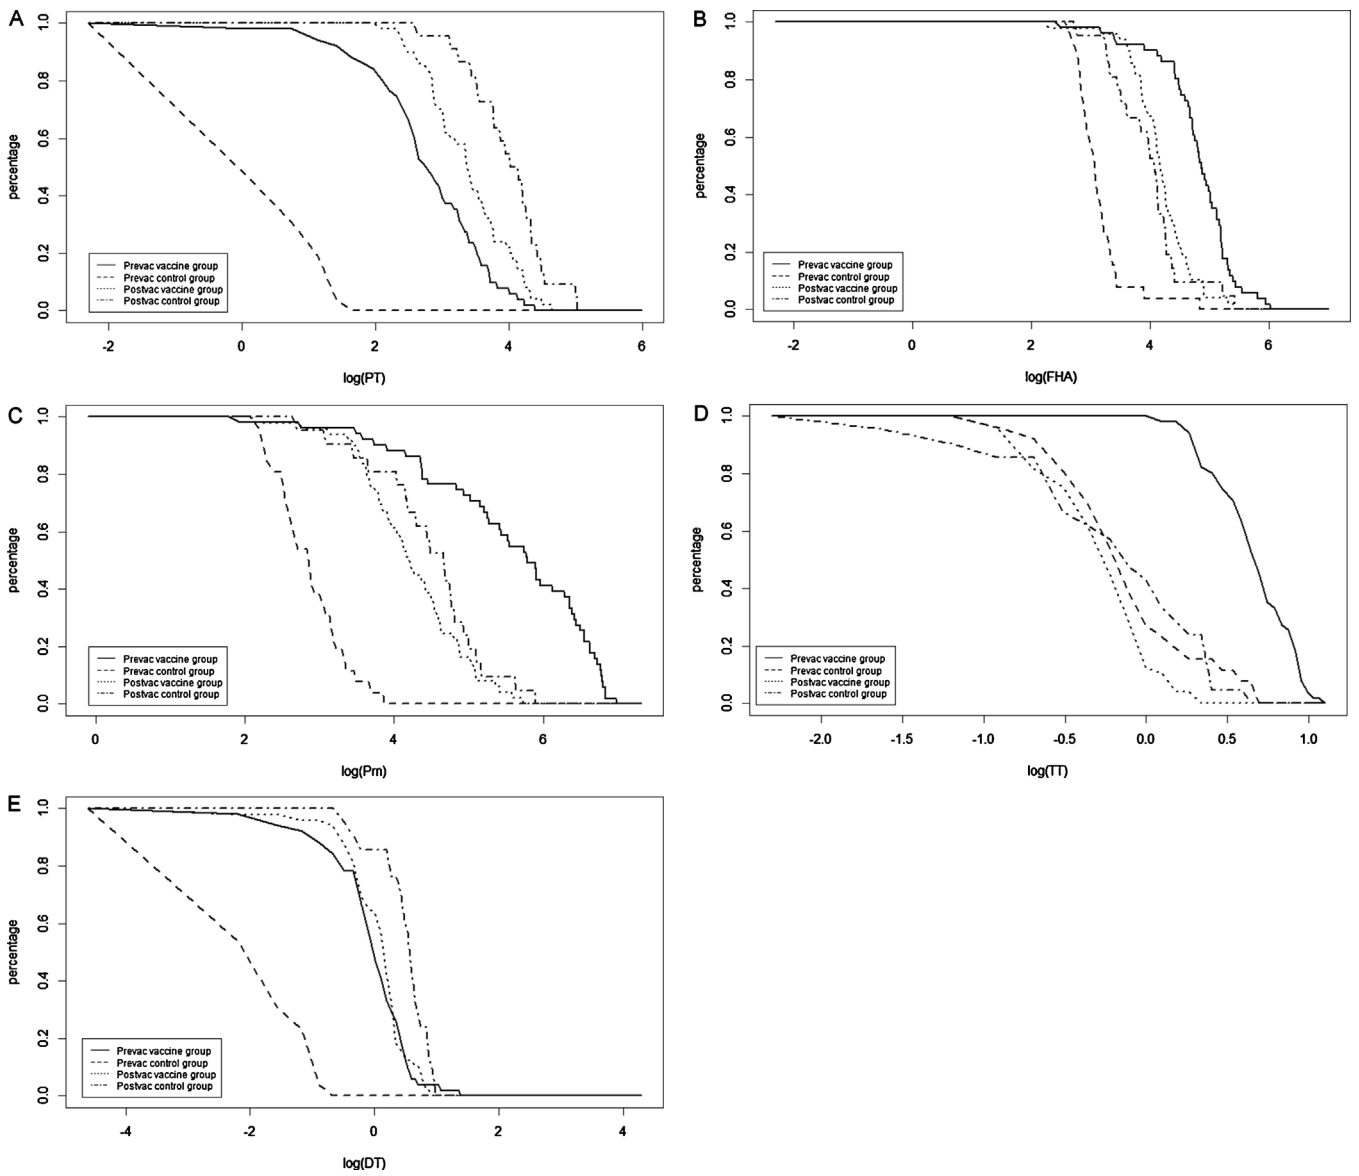 A
1.0
0.8
0.6
0.4
0.2
0.0
percentage
Prevac vaccine group
Prevac control group
Postvac vaccine group
Postvac control group
-2 0 2 4 6
log(PT)
B
1.0
0.8
0.6
0.4
0.2
0.0
percentage
Prevac vaccine group
Prevac control group
Postvac vaccine group
Postvac control group
-2 0 2 4 6
log(FHA)
C
1.0
0.8
0.6
0.4
0.2
0.0
percentage
Prevac vaccine group
Prevac control group
Postvac vaccine group
Postvac control group
0 2 4 6
log(Prn)
D
1.0
0.8
0.6
0.4
0.2
0.0
percentage
Prevac vaccine group
Prevac control group
Postvac vaccine group
Postvac control group
-2.0 -1.5 -1.0 -0.5 0.0 0.5 1.0
log(TT)
E
1.0
0.8
0.6
0.4
0.2
0.0
percentage
Prevac vaccine group
Prevac control group
Postvac vaccine group
Postvac control group
-4 -2 0 2 4
log(DT)